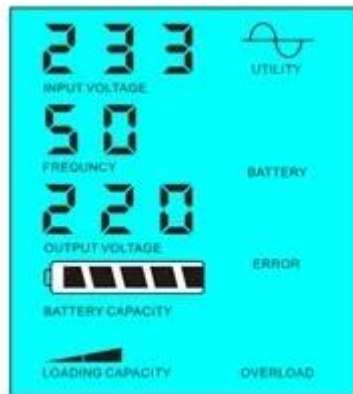 233
INPUT VOLTAGE
UTILITY
50
FREQUNCY
BATTERY
220
OUTPUT VOLTAGE
ERROR
BATTERY CAPACITY
LOADING CAPACITY
OVERLOAD